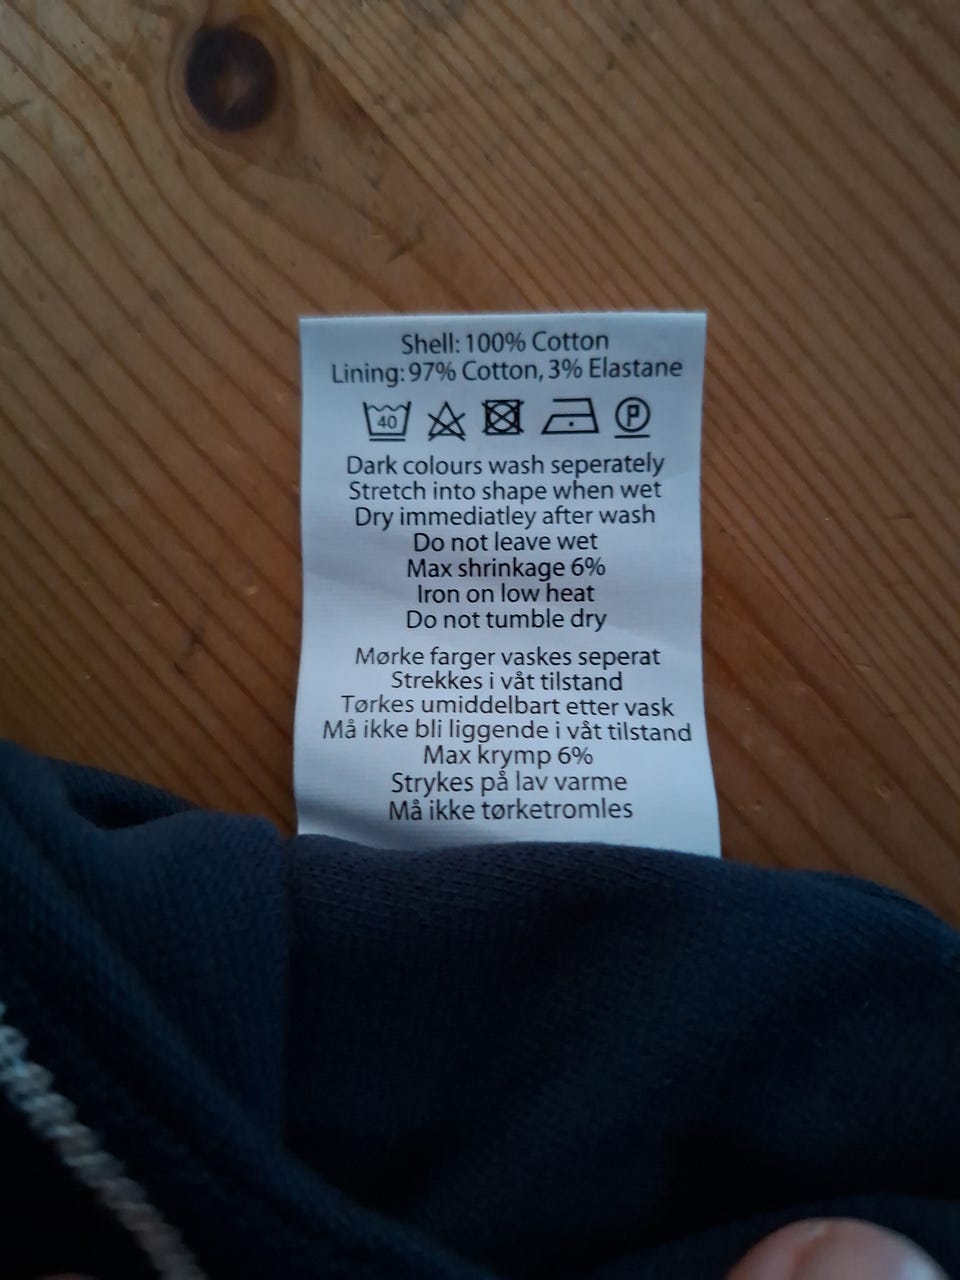 Shell: 100% Cotton
Lining: 97% Cotton, 3% Elastane
40 P
Dark colours wash seperately
Stretch into shape when wet
Dry immediatley after wash
Do not leave wet
Max shrinkage 6%
Iron on low heat
Do not tumble dry
Mørke farger vaskes seperat
Strekkes i våt tilstand
Tørkes umiddelbart etter vask
Må ikke bli liggende i våt tilstand
Max krymp 6%
Strykes på lav varme
Må ikke tørketromles